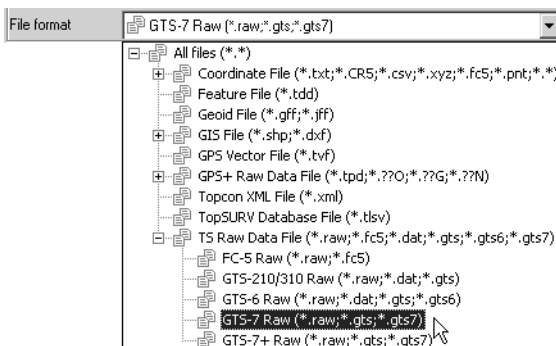 File format GTS-7 Raw (*.raw;*.gts;*.gts7)
All files (*.*)
Coordinate File (*.txt;*.CR5;*.csv;*.xyz;*.fc5;*.pnt;*.*)
Feature File (*.tdd)
Geoid File (*.gff;*.jff)
GIS File (*.shp;*.dxf)
GPS Vector File (*.tvf)
GPS+ Raw Data File (*.tpd;*.??O;*.??G;*.??N)
Topcon XML File (*.xml)
TopSURV Database File (*.tlsv)
TS Raw Data File (*.raw;*.fc5;*.dat;*.gts;*.gts6;*.gts7)
FC-5 Raw (*.raw;*.fc5)
GTS-210/310 Raw (*.raw;*.dat;*.gts)
GTS-6 Raw (*.raw;*.dat;*.gts;*.gts6)
GTS-7 Raw (*.raw;*.gts;*.gts7)
GTS-7+ Raw (*.raw;*.gts;*.gts7)